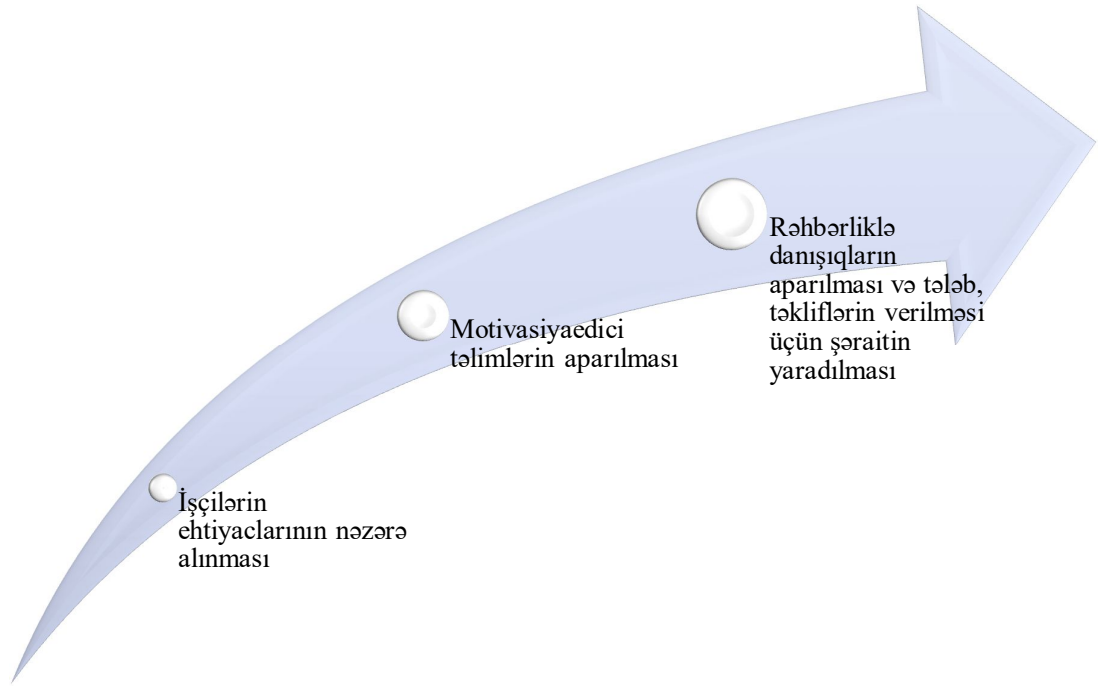 Rəhbərliklə
danışıqların
aparılması və tələb,
təkliflərin verilməsi
üçün şəraitin
yaradılması
Motivasiyaedici
təlimlərin aparılması
İşçilərin
ehtiyaclarının nəzərə
alınması